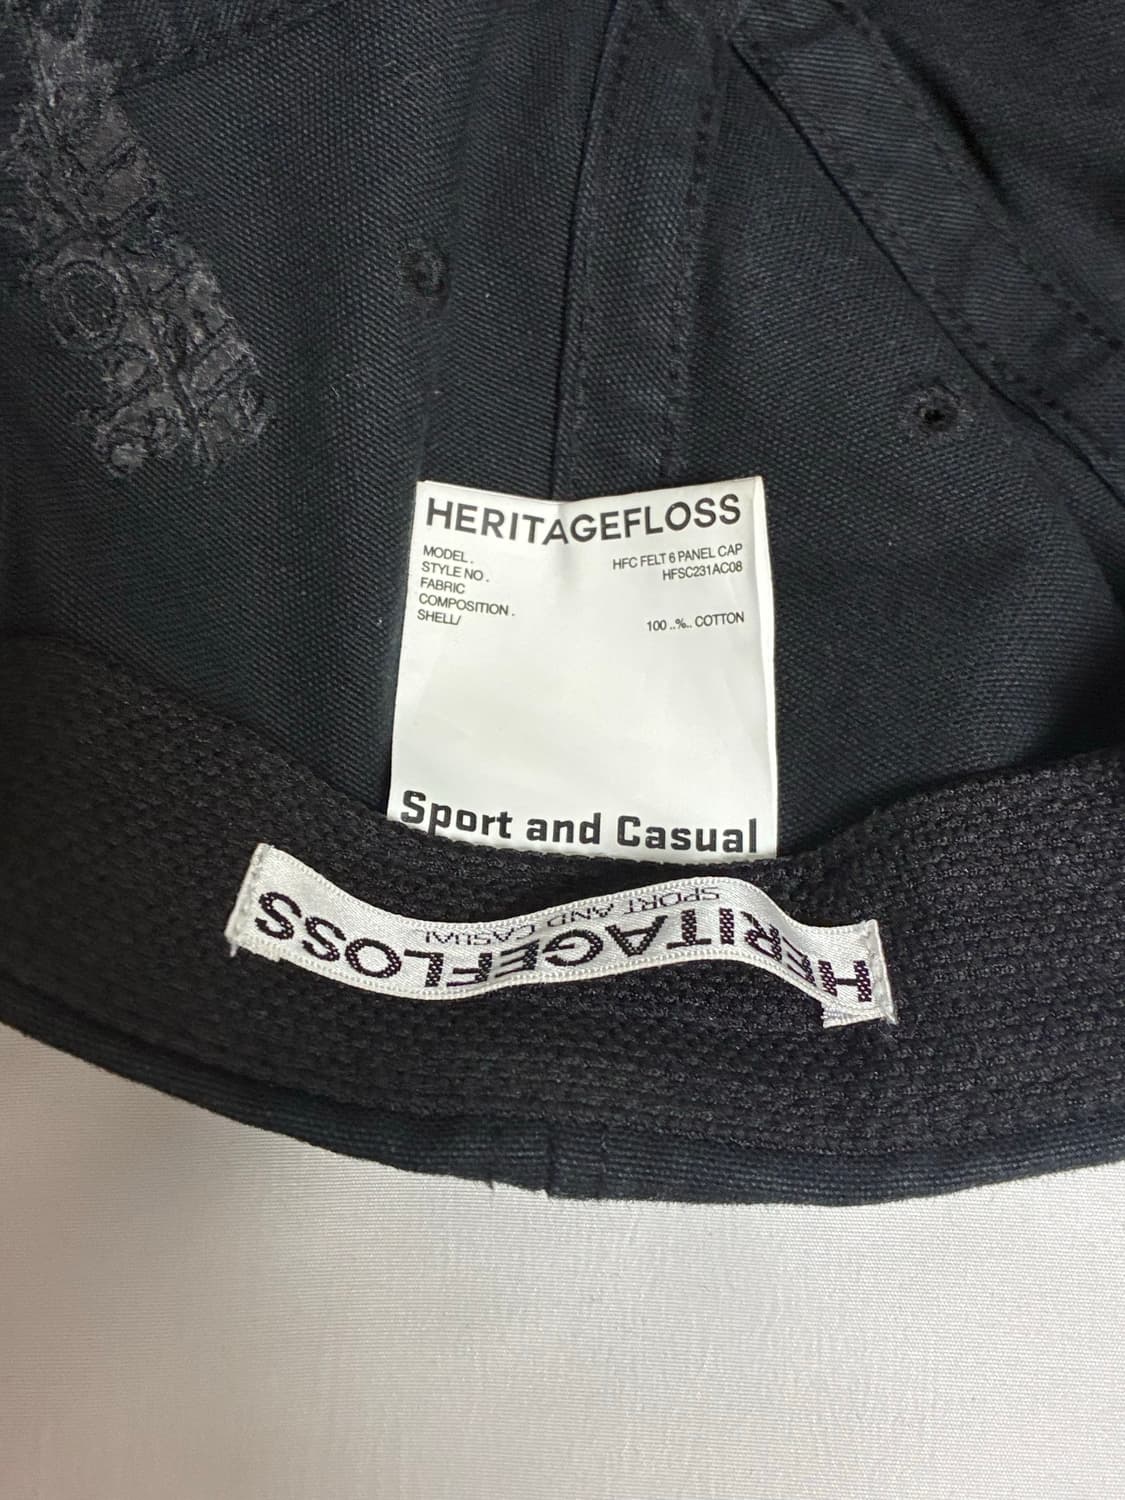 HERITAGEFLOSS
MODEL. HFC FELT 6 PANEL CAP
STYLE NO. HFSC231AC08
FABRIC
COMPOSITION.
SHELL/ 100..%.. COTTON
Sport and Casual
HERITAGEFLOSS
SPORT AND CASUAL